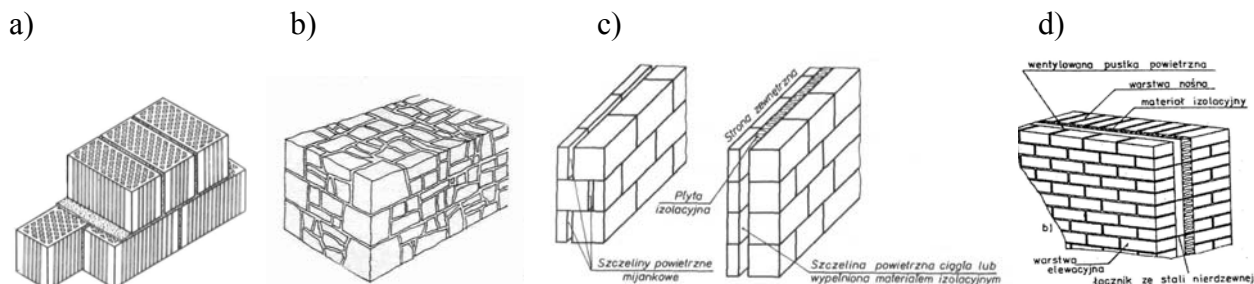 a)
b)
c)
d)
Strona zewnętrzna
Płyta
izolacyjna
Szczeliny powietrzne
mijankowe
Szczelina powietrzna ciągła lub
wypełniona materiałem izolacyjnym
wentylowana pustka powietrzna
warstwa nośna
materiał izolacyjny
b)
warstwa
elewacyjna
łącznik ze stali nierdzewnej